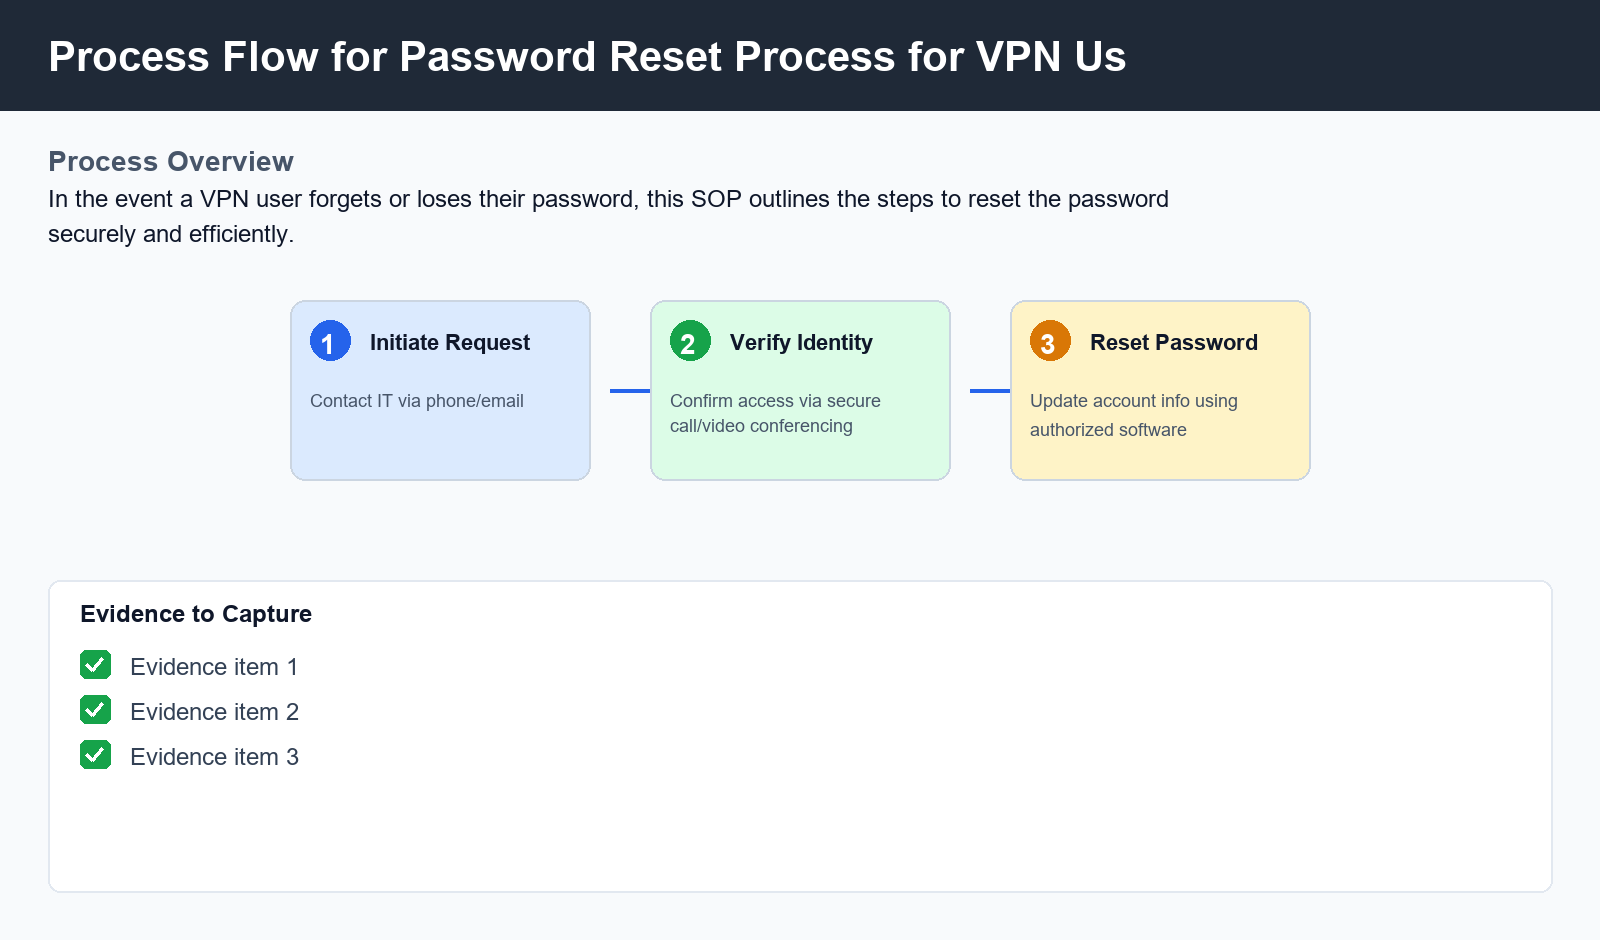 Process Flow for Password Reset Process for VPN Us
Process Overview
In the event a VPN user forgets or loses their password, this SOP outlines the steps to reset the password
securely and efficiently.
1 Initiate Request
Contact IT via phone/email
2 Verify Identity
Confirm access via secure
call/video conferencing
3 Reset Password
Update account info using
authorized software
Evidence to Capture
Evidence item 1
Evidence item 2
Evidence item 3